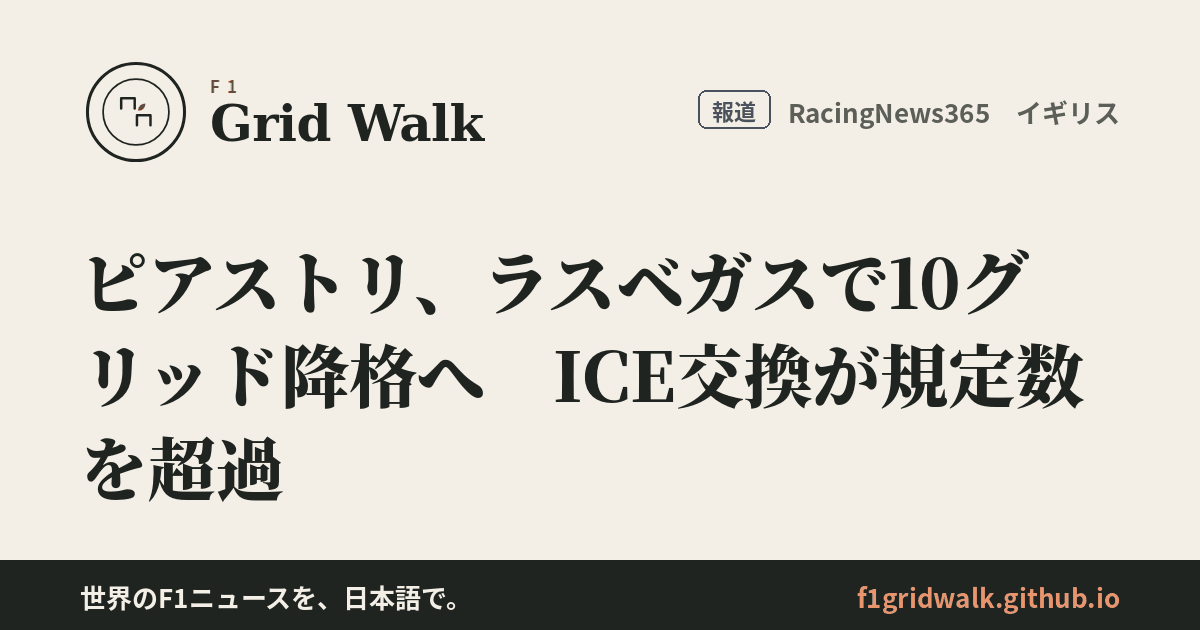 F1
Grid Walk
報道 RacingNews365 イギリス
ピアストリ、ラスベガスで10グ
リッド降格へ　ICE交換が規定数
を超過
世界のF1ニュースを、日本語で。
f1gridwalk.github.io